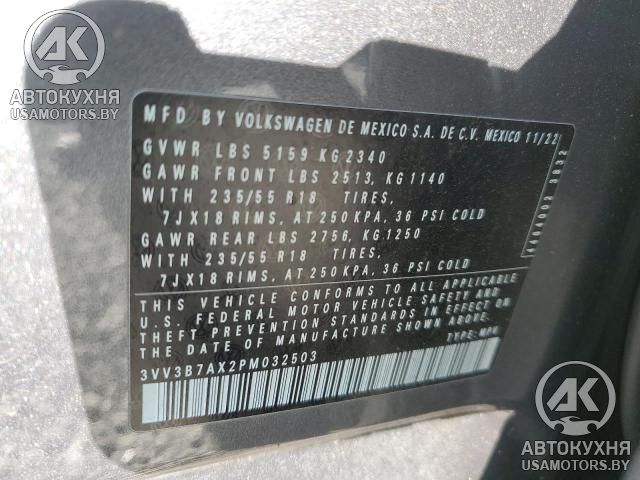 АК
АВТОКУХНЯ
USAMOTORS.BY
MFD. BY VOLKSWAGEN DE MEXICO S.A. DE C.V. MEXICO 11/22
GVWR LBS 5159 KG 2340
GAWR FRONT LBS 2513, KG 1140
WITH 235/55 R18 TIRES,
7JX18 RIMS, AT 250KPA, 36 PSI COLD
GAWR REAR LBS 2756, KG 1250
WITH 235/55 R18 TIRES,
7JX18 RIMS, AT 250KPA, 36 PSI COLD
THIS VEHICLE CONFORMS TO ALL APPLICABLE
U.S. FEDERAL MOTOR VEHICLE SAFETY AND
THEFT PREVENTION STANDARDS IN EFFECT ON
THE DATE OF MANUFACTURE SHOWN ABOVE.
3VV3B7AX2PM032503
АК
АВТОКУХНЯ
USAMOTORS.BY